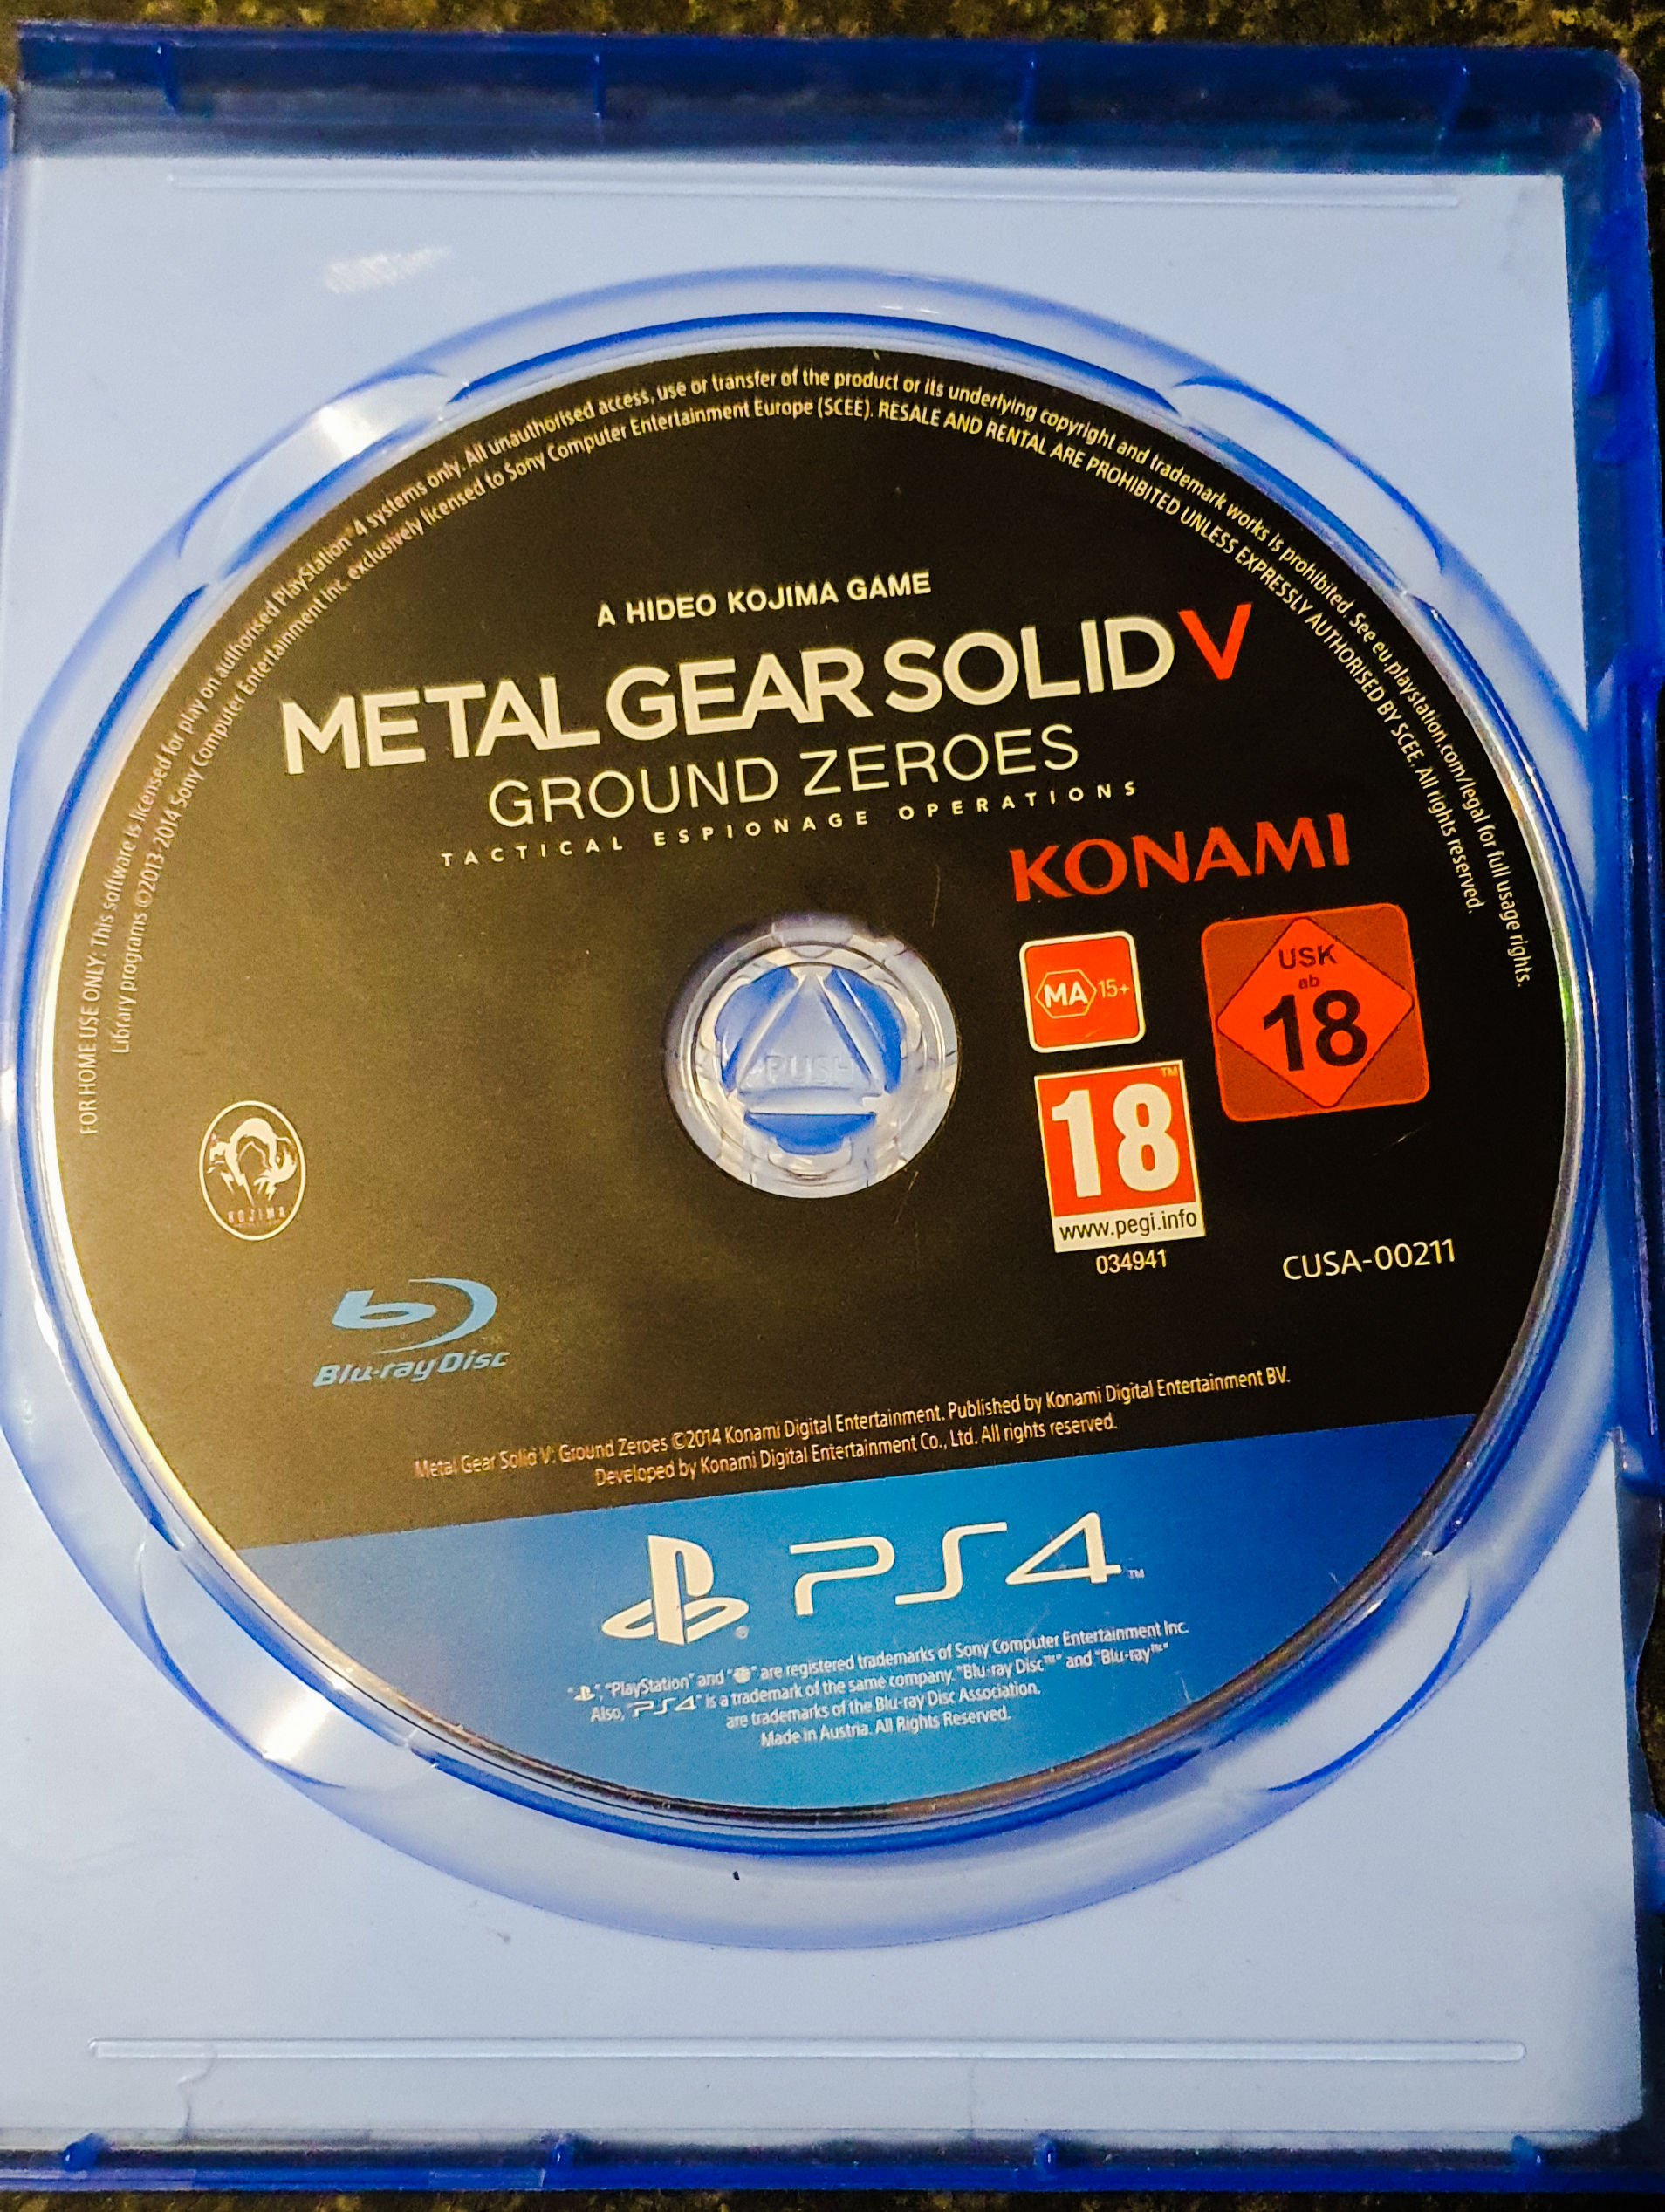 FOR HOME USE ONLY: This software is licensed for play on authorised PlayStation®4 systems only. All unauthorised access, use or transfer of the product or its underlying copyright and trademark works is prohibited. See eu.playstation.com/legal for full usage rights.
Library programs ©2013-2014 Sony Computer Entertainment Inc. exclusively licensed to Sony Computer Entertainment Europe (SCEE). RESALE AND RENTAL ARE PROHIBITED UNLESS EXPRESSLY AUTHORISED BY SCEE. All rights reserved.
A HIDEO KOJIMA GAME
METAL GEAR SOLID V
GROUND ZEROES
TACTICAL ESPIONAGE OPERATIONS
KONAMI
MA 15+
USK
ab
18
PUSH
18™
www.pegi.info
034941
CUSA-00211
KOJIMA
Blu-ray Disc™
Metal Gear Solid V: Ground Zeroes ©2014 Konami Digital Entertainment. Published by Konami Digital Entertainment BV.
Developed by Konami Digital Entertainment Co., Ltd. All rights reserved.
PS4™
"", "PlayStation" and "" are registered trademarks of Sony Computer Entertainment Inc.
Also, "PS4" is a trademark of the same company. "Blu-ray Disc™" and "Blu-ray™"
are trademarks of the Blu-ray Disc Association.
Made in Austria. All Rights Reserved.